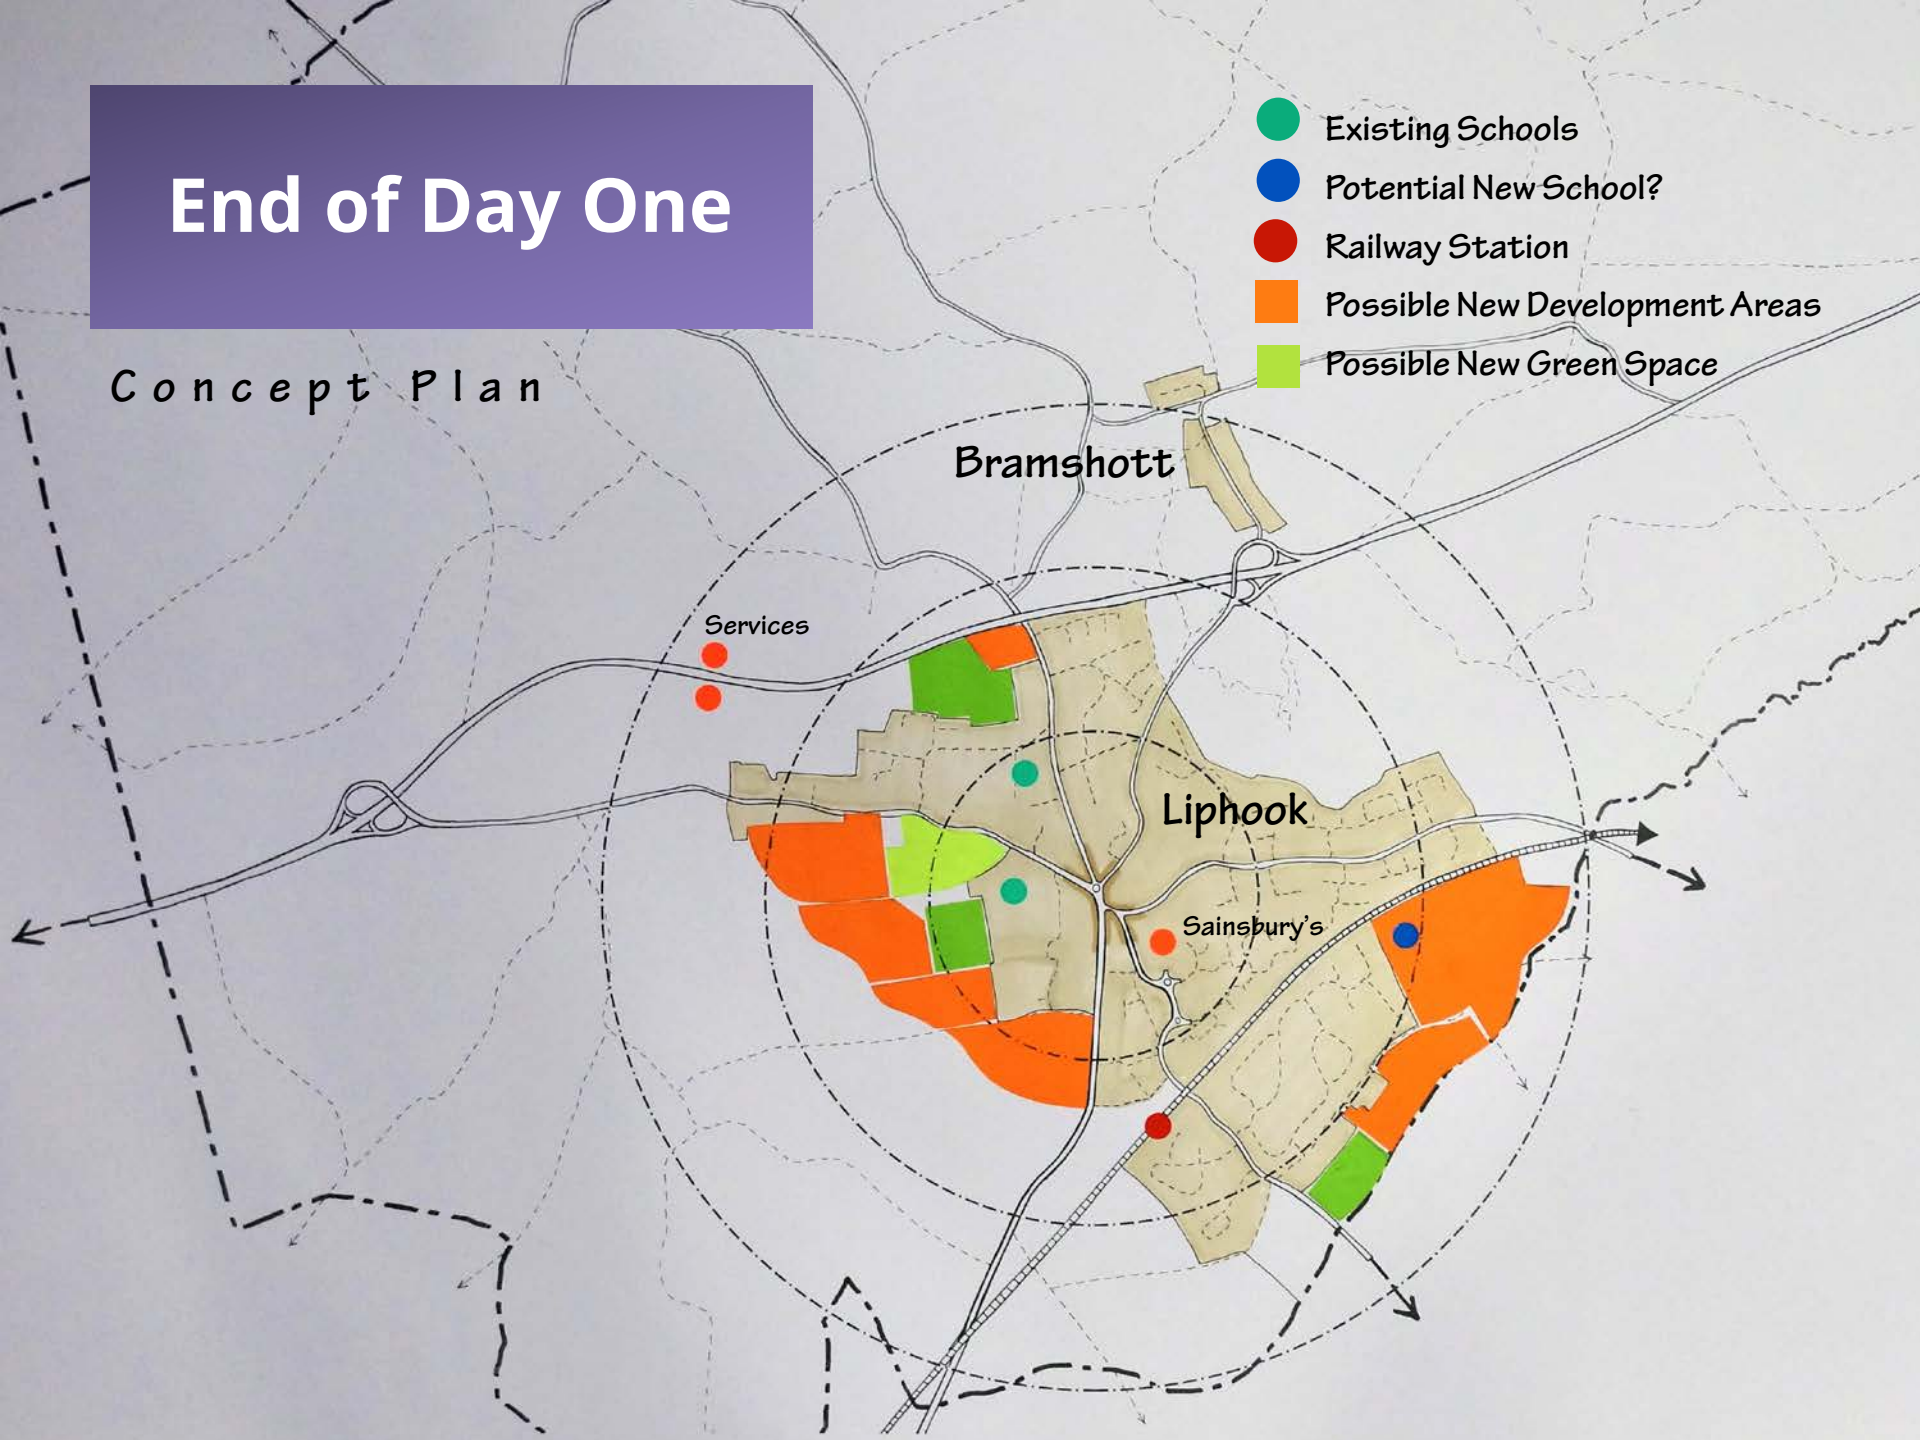 End of Day One
Concept Plan
Existing Schools
Potential New School?
Railway Station
Possible New Development Areas
Possible New Green Space
Bramshott
Services
Liphook
Sainsbury's